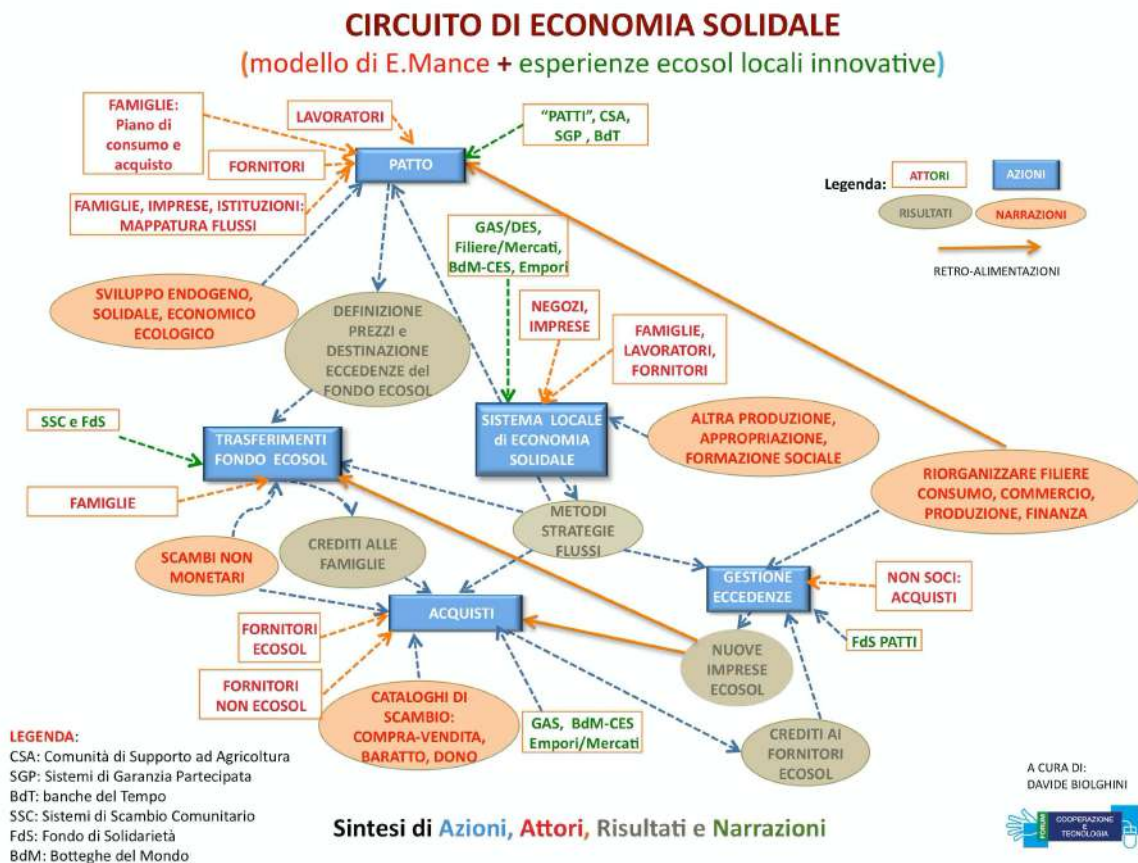 CIRCUITO DI ECONOMIA SOLIDALE
(modello di E.Mance + esperienze ecosol locali innovative)
FAMIGLIE:
Piano di
consumo e
acquisto
LAVORATORI
FORNITORI
FAMIGLIE, IMPRESE, ISTITUZIONI:
MAPPATURA FLUSSI
"PATTI", CSA,
SGP , BdT
PATTO
Legenda:
ATTORI
AZIONI
RISULTATI
NARRAZIONI
RETRO-ALIMENTAZIONI
GAS/DES,
Filiere/Mercati,
BdM-CES, Empori
SVILUPPO ENDOGENO,
SOLIDALE, ECONOMICO
ECOLOGICO
DEFINIZIONE
PREZZI e
DESTINAZIONE
ECCEDENZE del
FONDO ECOSOL
NEGOZI,
IMPRESE
FAMIGLIE,
LAVORATORI,
FORNITORI
SSC e FdS
TRASFERIMENTI
FONDO ECOSOL
SISTEMA LOCALE
di ECONOMIA
SOLIDALE
ALTRA PRODUZIONE,
APPROPRIAZIONE,
FORMAZIONE SOCIALE
RIORGANIZZARE FILIERE
CONSUMO, COMMERCIO,
PRODUZIONE, FINANZA
FAMIGLIE
METODI
STRATEGIE
FLUSSI
SCAMBI NON
MONETARI
CREDITI ALLE
FAMIGLIE
GESTIONE
ECCEDENZE
NON SOCI:
ACQUISTI
ACQUISTI
FORNITORI
ECOSOL
FdS PATTI
NUOVE
IMPRESE
ECOSOL
FORNITORI
NON ECOSOL
CATALOGHI DI
SCAMBIO:
COMPRA-VENDITA,
BARATTO, DONO
GAS, BdM-CES
Empori/Mercati
CREDITI AI
FORNITORI
ECOSOL
LEGENDA:
CSA: Comunità di Supporto ad Agricoltura
SGP: Sistemi di Garanzia Partecipata
BdT: banche del Tempo
SSC: Sistemi di Scambio Comunitario
FdS: Fondo di Solidarietà
BdM: Botteghe del Mondo
Sintesi di Azioni, Attori, Risultati e Narrazioni
A CURA DI:
DAVIDE BIOLGHINI
FORUM
COOPERAZIONE
E
TECNOLOGIA